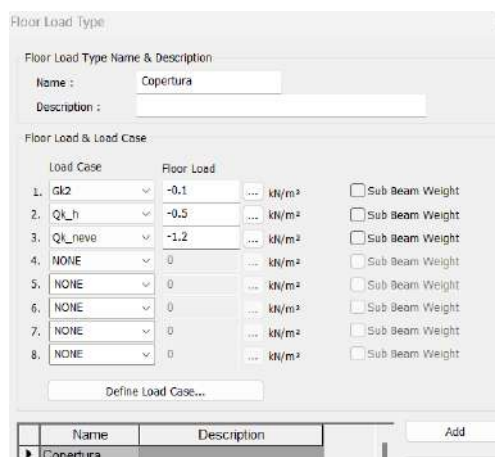 Floor Load Type
Floor Load Type Name & Description
Name : Copertura
Description :
Floor Load & Load Case
Load Case Floor Load
1. Gk2 -0.1 ... kN/m² Sub Beam Weight
2. Qk_h -0.5 ... kN/m² Sub Beam Weight
3. Qk_neve -1.2 ... kN/m² Sub Beam Weight
4. NONE 0 ... kN/m² Sub Beam Weight
5. NONE 0 ... kN/m² Sub Beam Weight
6. NONE 0 ... kN/m² Sub Beam Weight
7. NONE 0 ... kN/m² Sub Beam Weight
8. NONE 0 ... kN/m² Sub Beam Weight
Define Load Case...
Name Description Add
Copertura